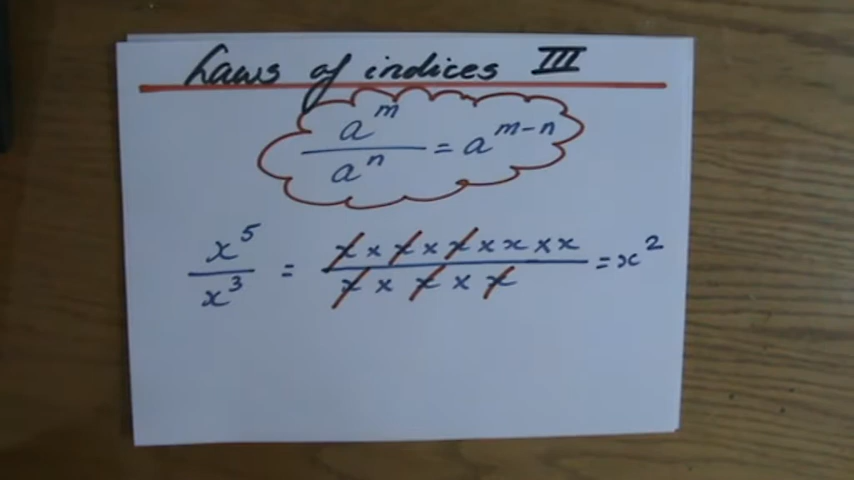 Laws of indices III
a^m / a^n = a^(m-n)
x^5 / x^3 = x × x × x × x × x / x × x × x = x^2